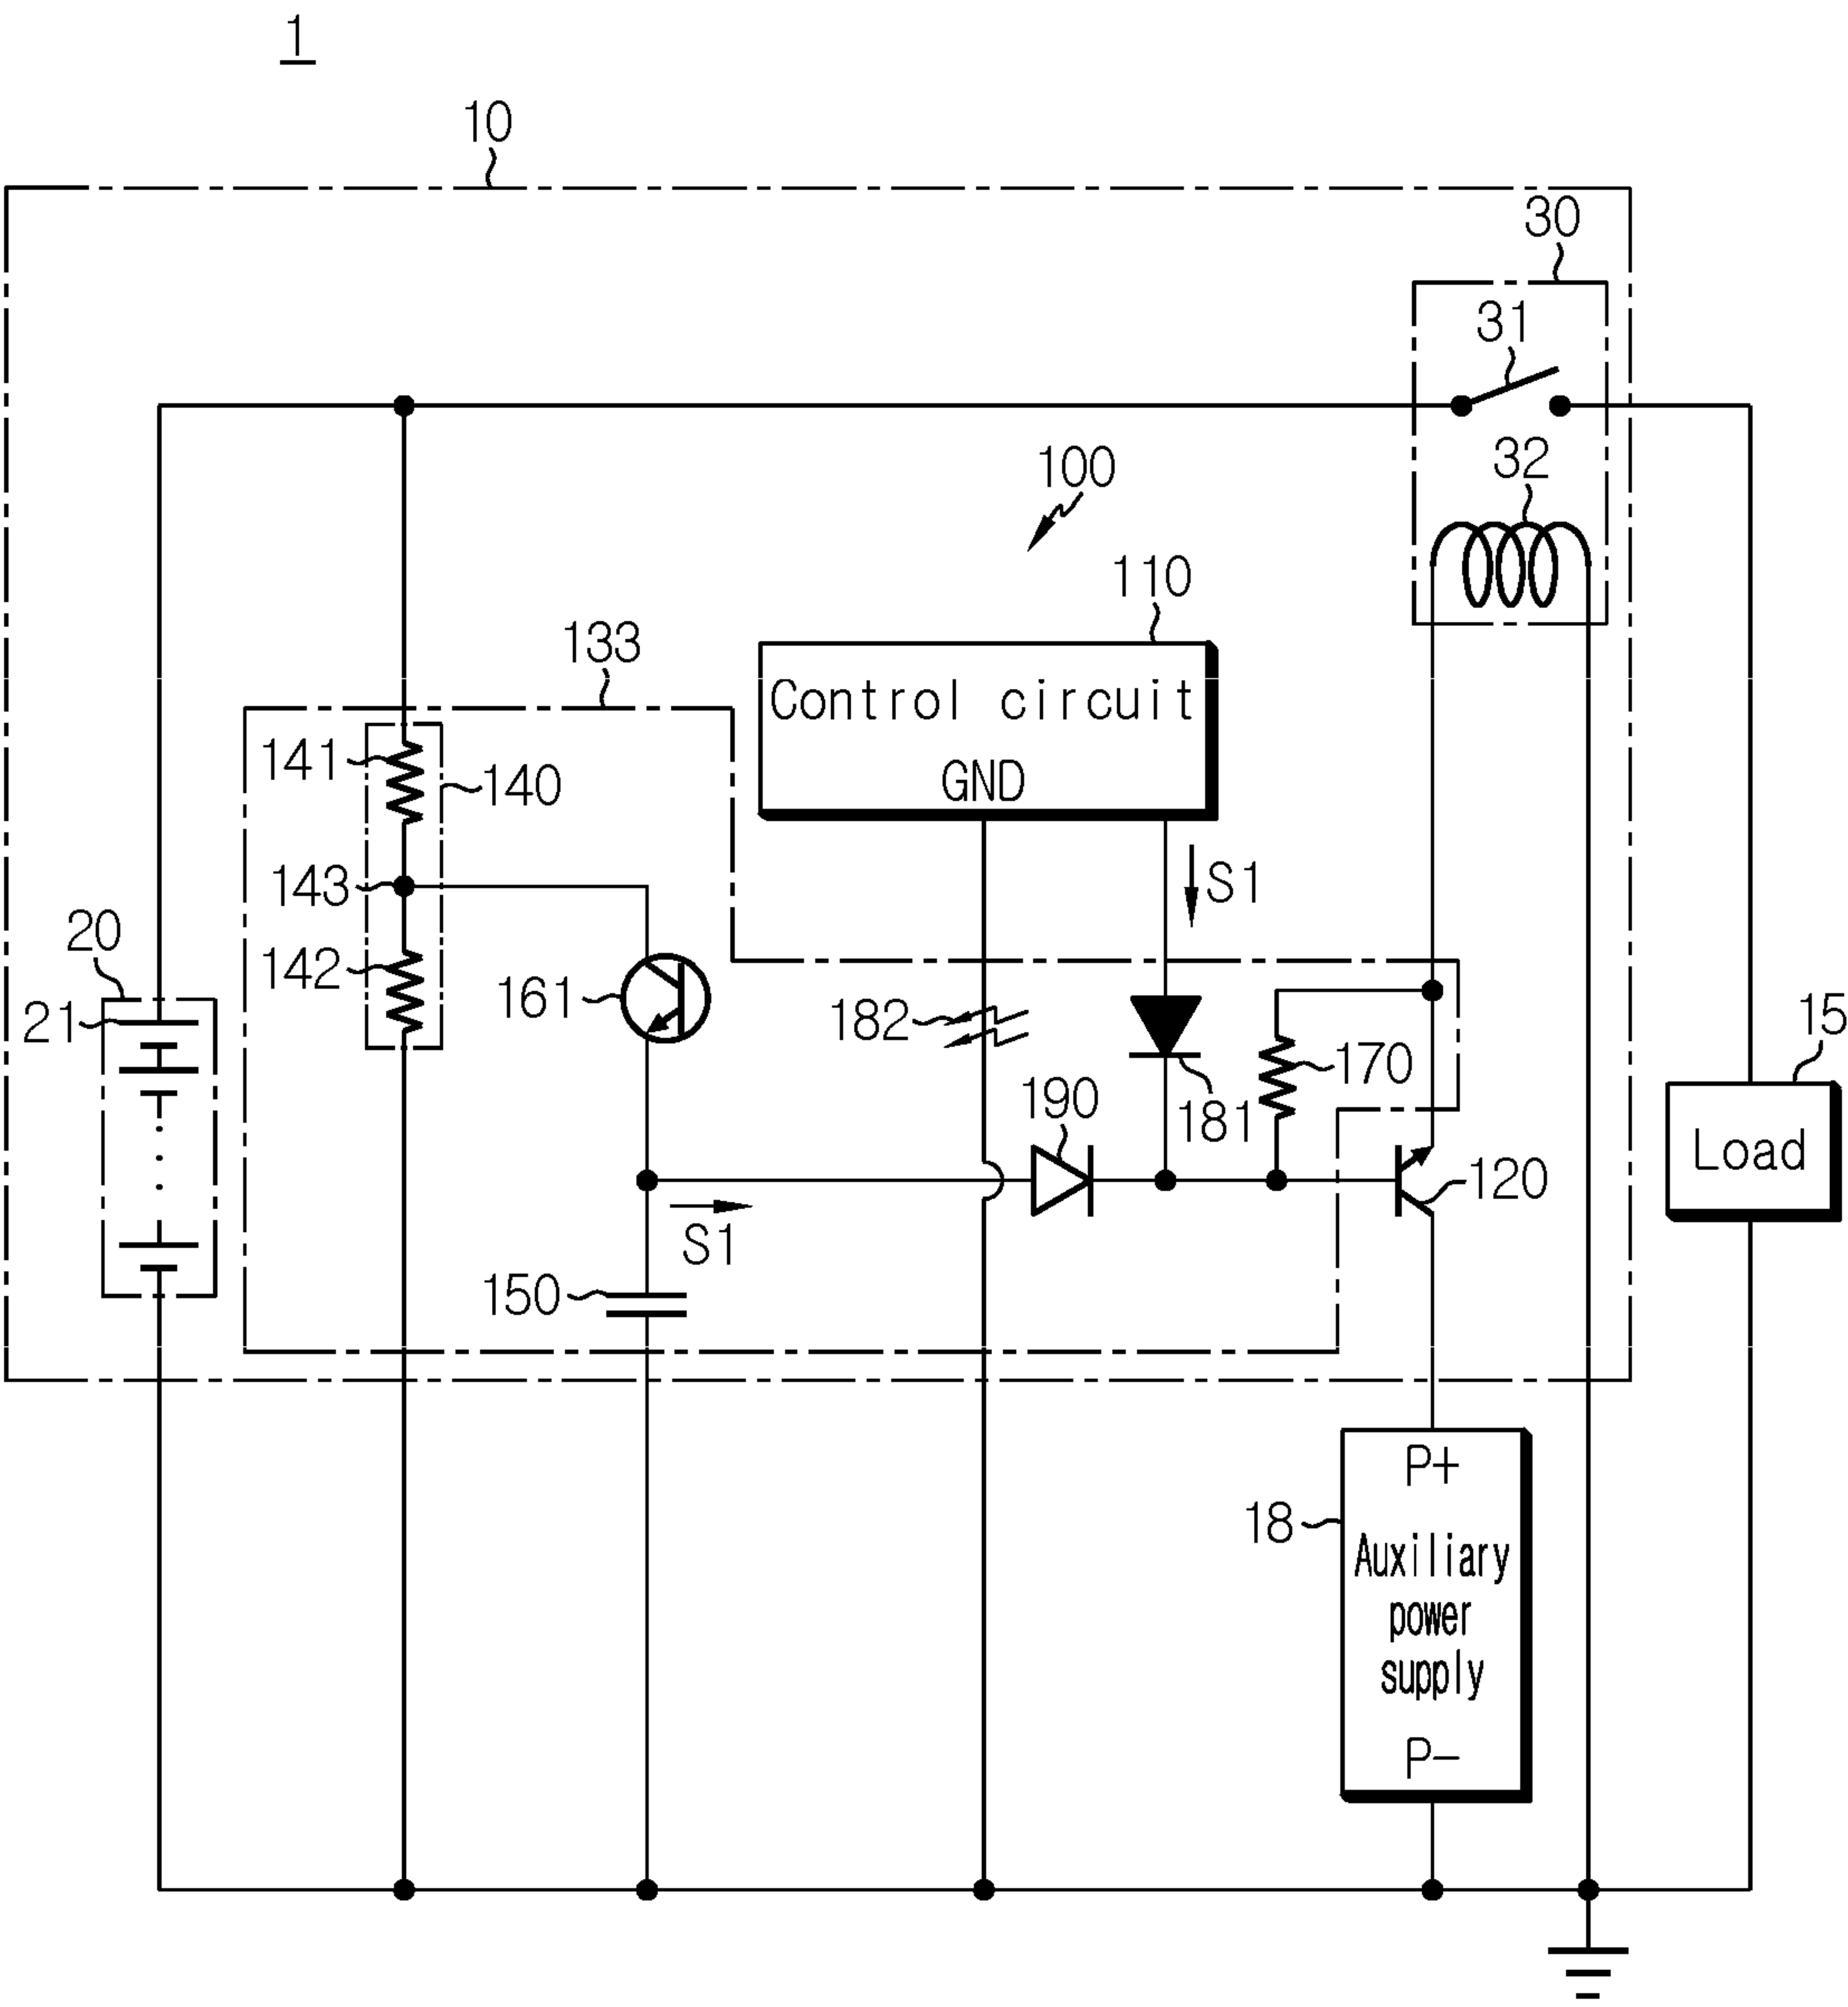 1
10
30
31
32
100
110
133
Control circuit
GND
141
140
143
S1
20
142
161
182
21
15
170
190
181
Load
120
S1
150
P+
18
Auxiliary
power
supply
P-